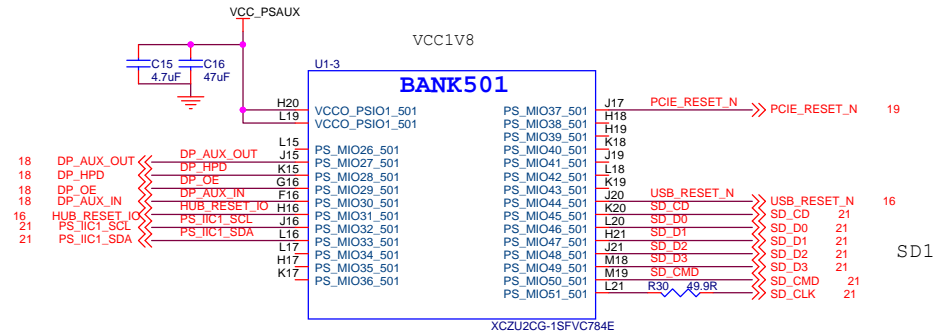 VCC_PSAUX
VCC1V8
C15
4.7uF
C16
47uF
U1-3
BANK501
H20 VCCO_PSIO1_501
L19 VCCO_PSIO1_501
L15 PS_MIO26_501
18 DP_AUX_OUT DP_AUX_OUT J15 PS_MIO27_501
18 DP_HPD DP_HPD K15 PS_MIO28_501
18 DP_OE DP_OE G16 PS_MIO29_501
18 DP_AUX_IN DP_AUX_IN F16 PS_MIO30_501
16 HUB_RESET_IO HUB_RESET_IO H16 PS_MIO31_501
21 PS_IIC1_SCL PS_IIC1_SCL J16 PS_MIO32_501
21 PS_IIC1_SDA PS_IIC1_SDA L16 PS_MIO33_501
L17 PS_MIO34_501
H17 PS_MIO35_501
K17 PS_MIO36_501
PS_MIO37_501 J17 PCIE_RESET_N PCIE_RESET_N 19
PS_MIO38_501 H18
PS_MIO39_501 H19
PS_MIO40_501 K18
PS_MIO41_501 J19
PS_MIO42_501 L18
PS_MIO43_501 K19
PS_MIO44_501 J20 USB_RESET_N USB_RESET_N 16
PS_MIO45_501 K20 SD_CD SD_CD 21
PS_MIO46_501 L20 SD_D0 SD_D0 21
PS_MIO47_501 H21 SD_D1 SD_D1 21
PS_MIO48_501 J21 SD_D2 SD_D2 21
PS_MIO49_501 M18 SD_D3 SD_D3 21
PS_MIO50_501 M19 SD_CMD SD_CMD 21
PS_MIO51_501 L21 R30 49.9R SD_CLK 21
SD1
XCZU2CG-1SFVC784E